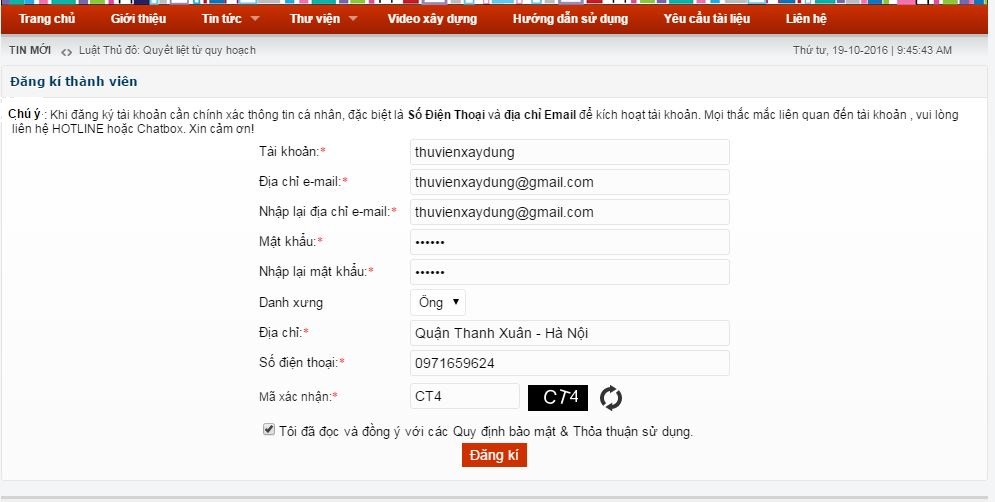 Trang chủ Giới thiệu Tin tức Thư viện Video xây dựng Hướng dẫn sử dụng Yêu cầu tài liệu Liên hệ
TIN MỚI Luật Thủ đô: Quyết liệt từ quy hoạch Thứ tư, 19-10-2016 | 9:45:43 AM
Đăng kí thành viên
Chú ý : Khi đăng ký tài khoản cần chính xác thông tin cá nhân, đặc biệt là Số Điện Thoại và địa chỉ Email để kích hoạt tài khoản. Mọi thắc mắc liên quan đến tài khoản , vui lòng
liên hệ HOTLINE hoặc Chatbox. Xin cảm ơn!
Tài khoản:* thuvienxaydung
Địa chỉ e-mail:* thuvienxaydung@gmail.com
Nhập lại địa chỉ e-mail:* thuvienxaydung@gmail.com
Mật khẩu:* ••••••
Nhập lại mật khẩu:* ••••••
Danh xưng Ông
Địa chỉ:* Quận Thanh Xuân - Hà Nội
Số điện thoại:* 0971659624
Mã xác nhận:* CT4 CT4
Tôi đã đọc và đồng ý với các Quy định bảo mật & Thỏa thuận sử dụng.
Đăng kí